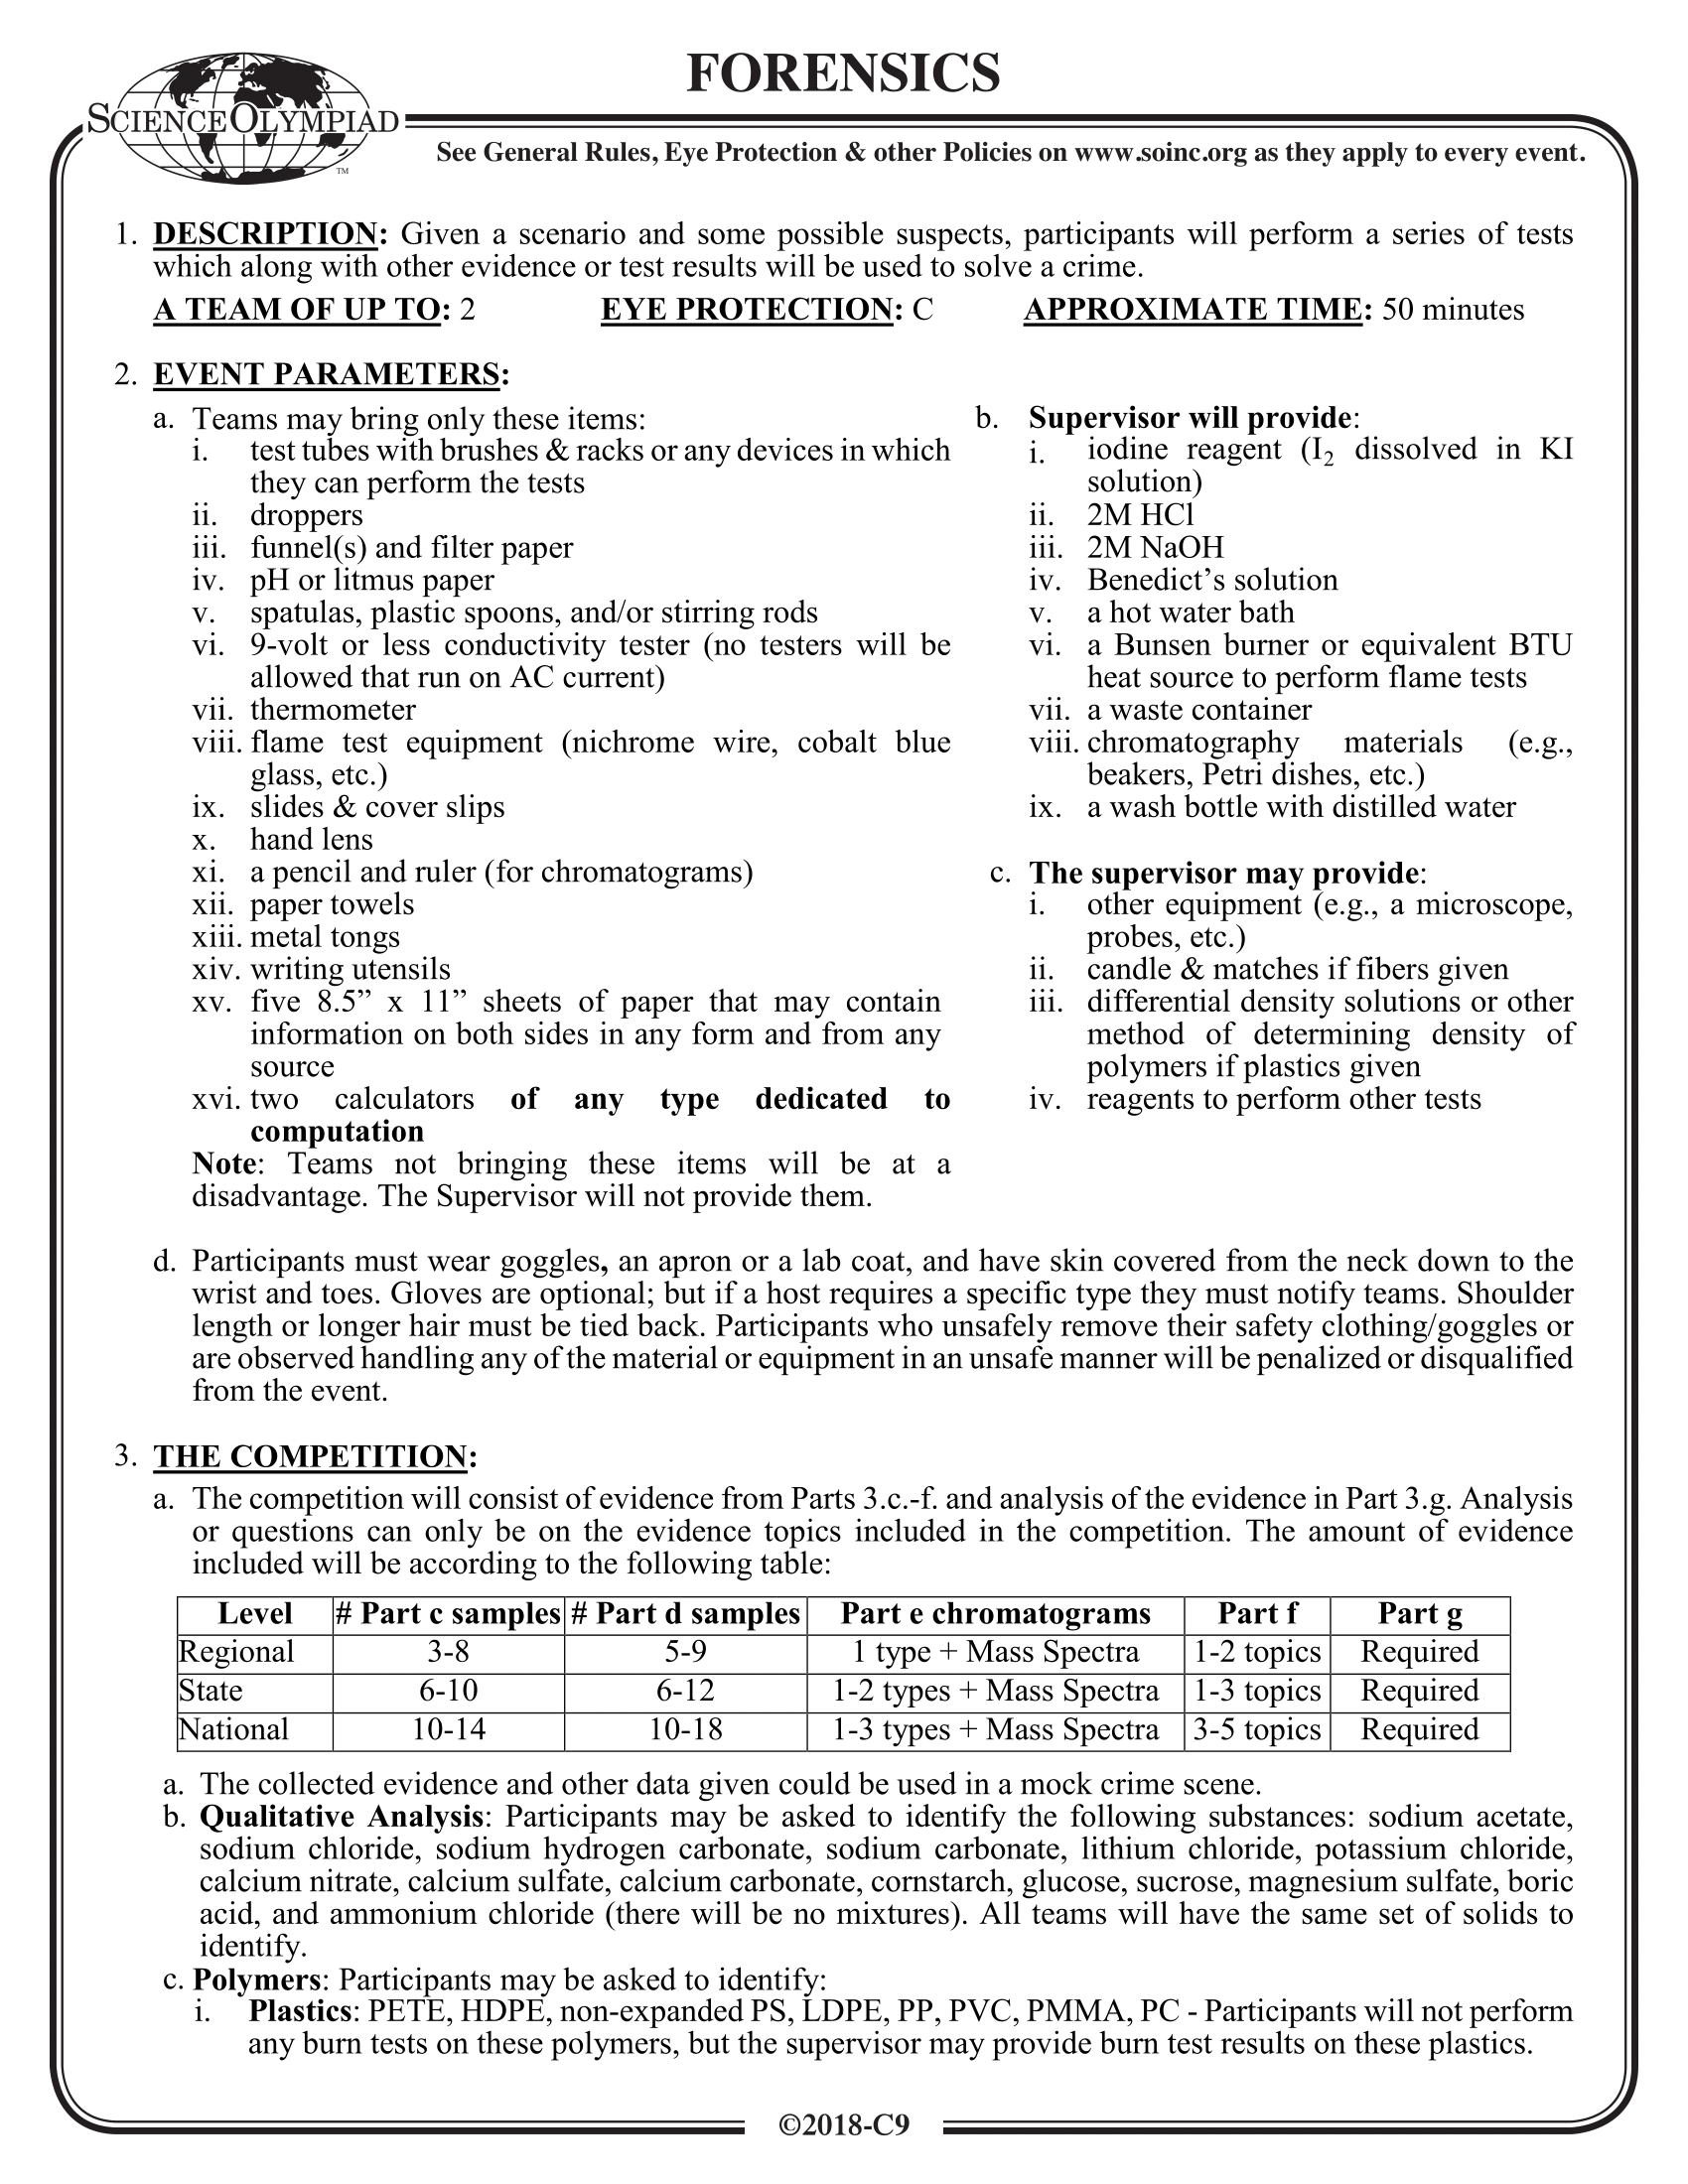 FORENSICS
SCIENCE OLYMPIAD
TM
See General Rules, Eye Protection & other Policies on www.soinc.org as they apply to every event.
1. DESCRIPTION: Given a scenario and some possible suspects, participants will perform a series of tests
which along with other evidence or test results will be used to solve a crime.
A TEAM OF UP TO: 2 EYE PROTECTION: C APPROXIMATE TIME: 50 minutes
2. EVENT PARAMETERS:
a. Teams may bring only these items:
i. test tubes with brushes & racks or any devices in which
they can perform the tests
ii. droppers
iii. funnel(s) and filter paper
iv. pH or litmus paper
v. spatulas, plastic spoons, and/or stirring rods
vi. 9-volt or less conductivity tester (no testers will be
allowed that run on AC current)
vii. thermometer
viii. flame test equipment (nichrome wire, cobalt blue
glass, etc.)
ix. slides & cover slips
x. hand lens
xi. a pencil and ruler (for chromatograms)
xii. paper towels
xiii. metal tongs
xiv. writing utensils
xv. five 8.5” x 11” sheets of paper that may contain
information on both sides in any form and from any
source
xvi. two calculators of any type dedicated to
computation
Note: Teams not bringing these items will be at a
disadvantage. The Supervisor will not provide them.
b. Supervisor will provide:
i. iodine reagent (I₂ dissolved in KI
solution)
ii. 2M HCl
iii. 2M NaOH
iv. Benedict’s solution
v. a hot water bath
vi. a Bunsen burner or equivalent BTU
heat source to perform flame tests
vii. a waste container
viii. chromatography materials (e.g.,
beakers, Petri dishes, etc.)
ix. a wash bottle with distilled water
c. The supervisor may provide:
i. other equipment (e.g., a microscope,
probes, etc.)
ii. candle & matches if fibers given
iii. differential density solutions or other
method of determining density of
polymers if plastics given
iv. reagents to perform other tests
d. Participants must wear goggles, an apron or a lab coat, and have skin covered from the neck down to the
wrist and toes. Gloves are optional; but if a host requires a specific type they must notify teams. Shoulder
length or longer hair must be tied back. Participants who unsafely remove their safety clothing/goggles or
are observed handling any of the material or equipment in an unsafe manner will be penalized or disqualified
from the event.
3. THE COMPETITION:
a. The competition will consist of evidence from Parts 3.c.-f. and analysis of the evidence in Part 3.g. Analysis
or questions can only be on the evidence topics included in the competition. The amount of evidence
included will be according to the following table:
Level # Part c samples # Part d samples Part e chromatograms Part f Part g
Regional 3-8 5-9 1 type + Mass Spectra 1-2 topics Required
State 6-10 6-12 1-2 types + Mass Spectra 1-3 topics Required
National 10-14 10-18 1-3 types + Mass Spectra 3-5 topics Required
a. The collected evidence and other data given could be used in a mock crime scene.
b. Qualitative Analysis: Participants may be asked to identify the following substances: sodium acetate,
sodium chloride, sodium hydrogen carbonate, sodium carbonate, lithium chloride, potassium chloride,
calcium nitrate, calcium sulfate, calcium carbonate, cornstarch, glucose, sucrose, magnesium sulfate, boric
acid, and ammonium chloride (there will be no mixtures). All teams will have the same set of solids to
identify.
c. Polymers: Participants may be asked to identify:
i. Plastics: PETE, HDPE, non-expanded PS, LDPE, PP, PVC, PMMA, PC - Participants will not perform
any burn tests on these polymers, but the supervisor may provide burn test results on these plastics.
©2018-C9